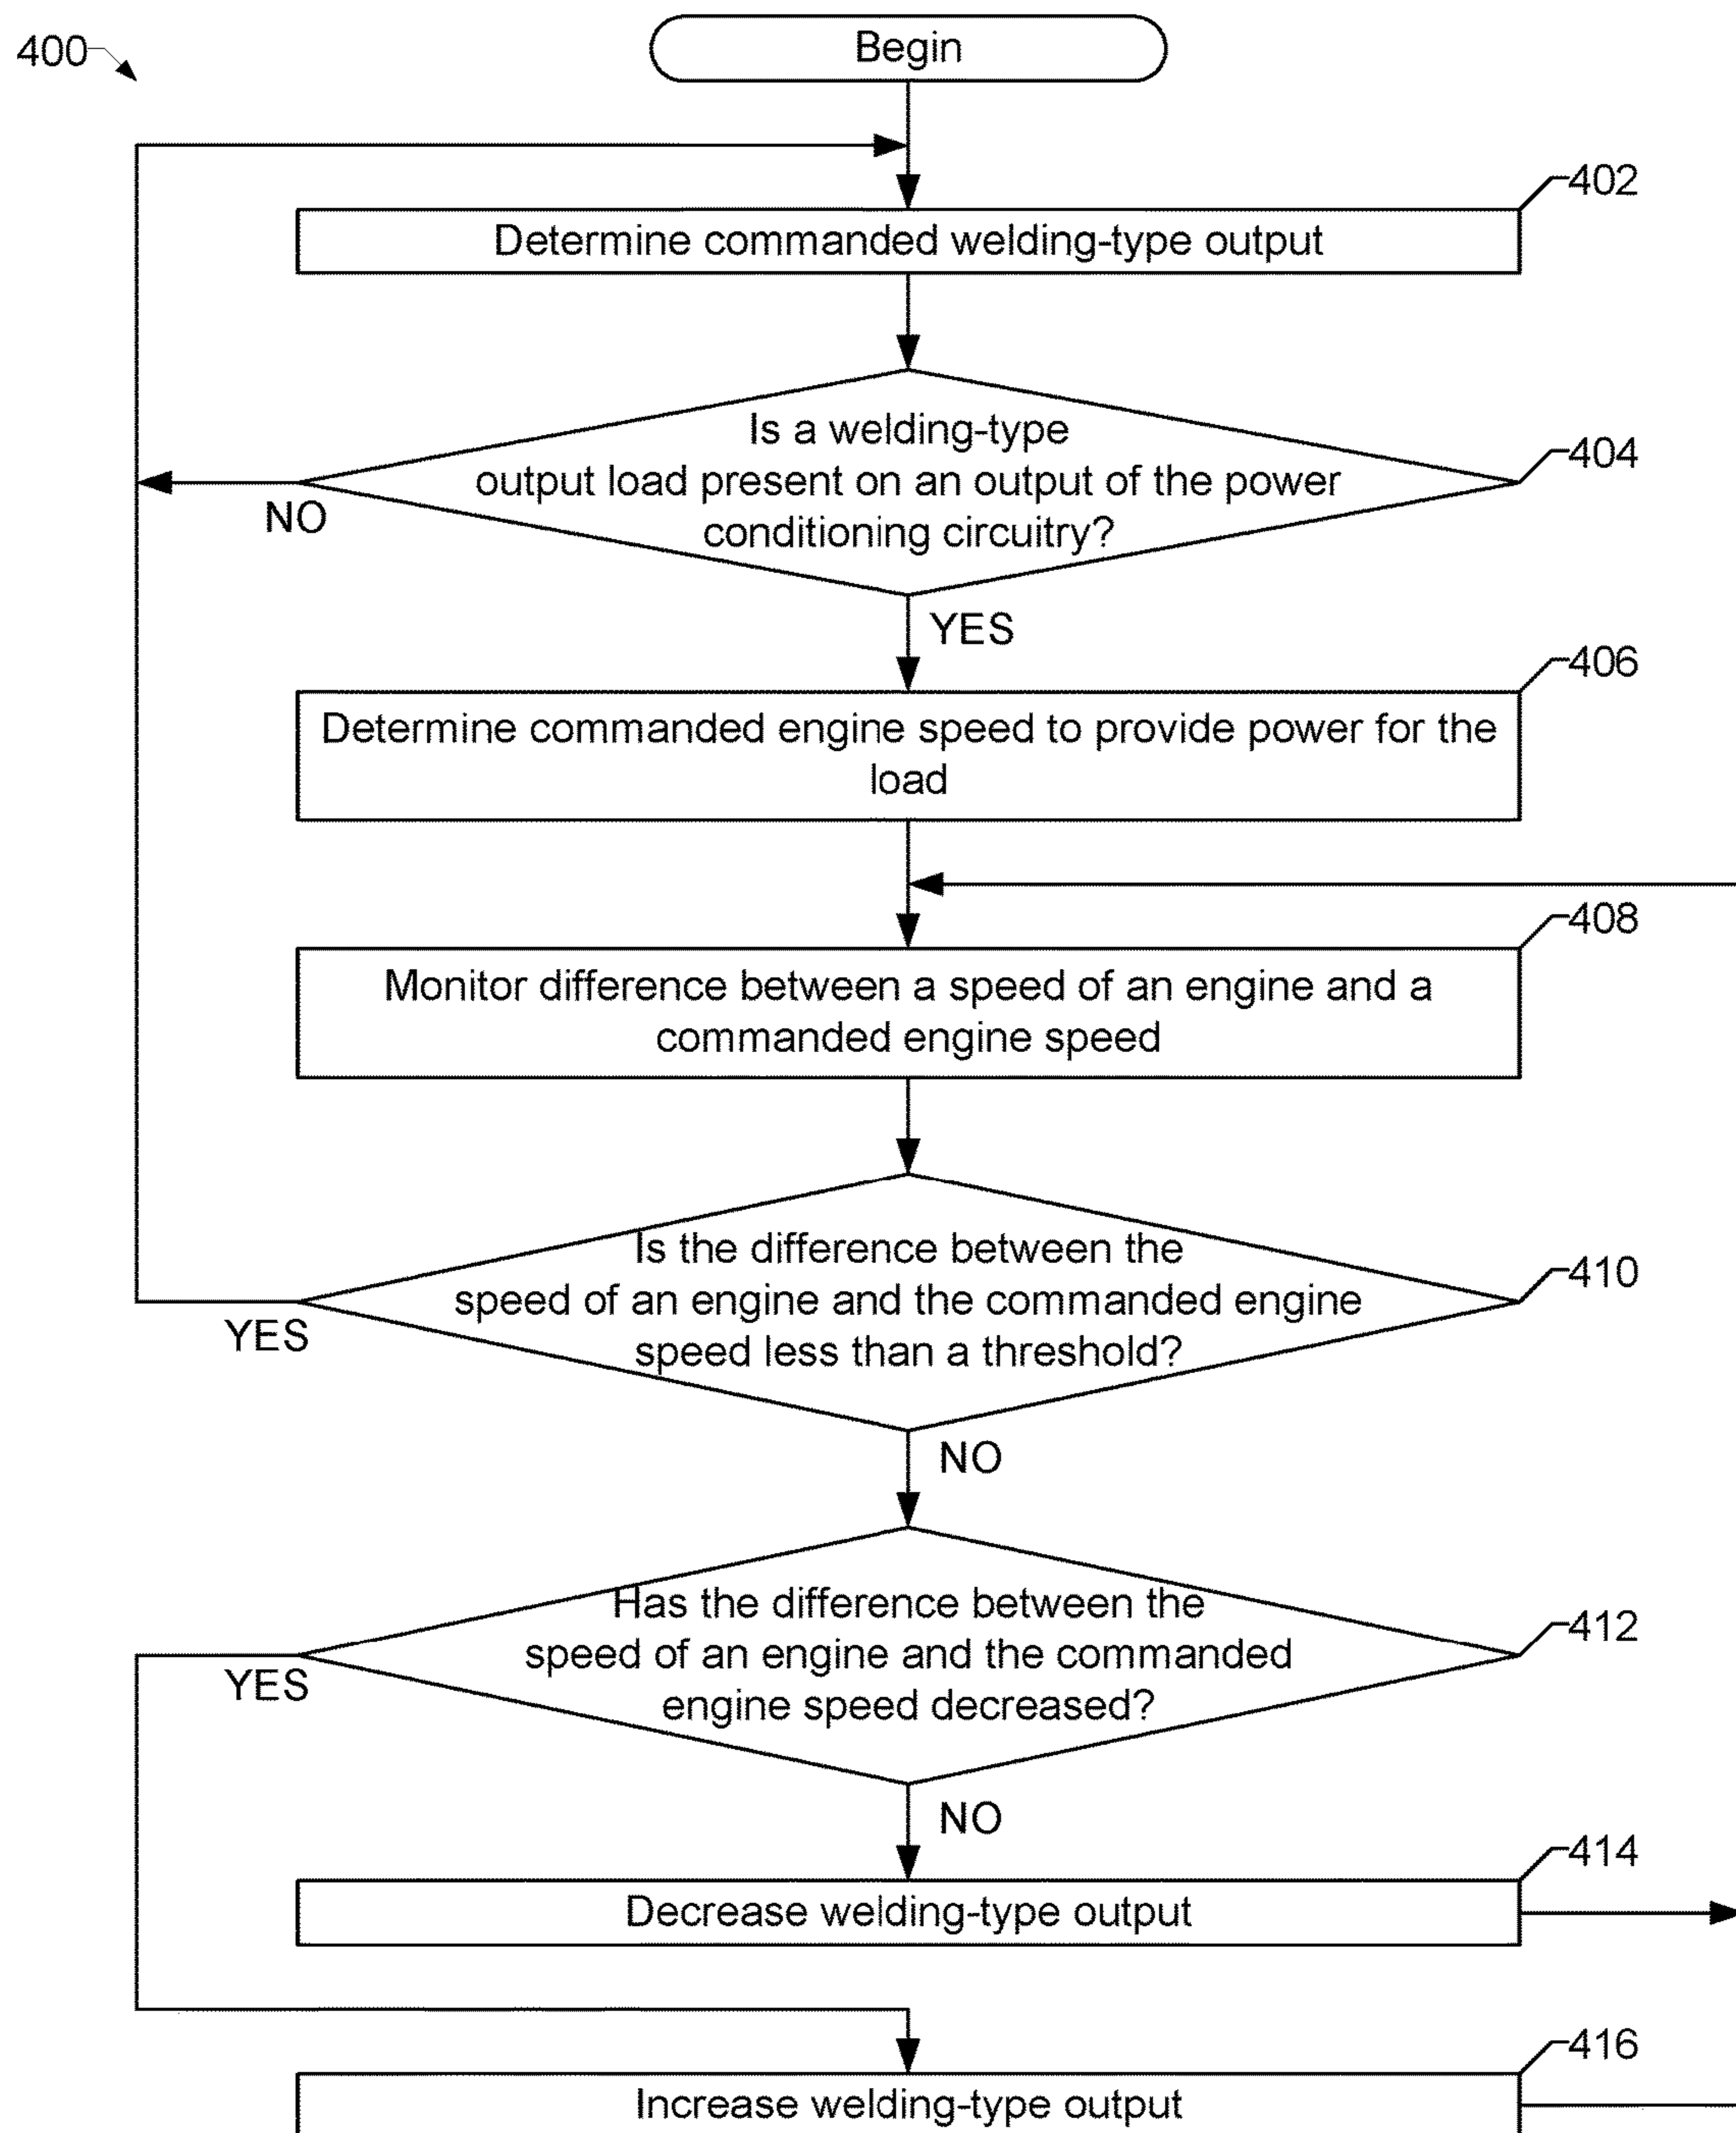 400
Begin
402
Determine commanded welding-type output
Is a welding-type
output load present on an output of the power
conditioning circuitry?
404
NO
YES
406
Determine commanded engine speed to provide power for the
load
408
Monitor difference between a speed of an engine and a
commanded engine speed
Is the difference between the
speed of an engine and the commanded engine
speed less than a threshold?
410
YES
NO
Has the difference between the
speed of an engine and the commanded
engine speed decreased?
412
YES
NO
414
Decrease welding-type output
416
Increase welding-type output